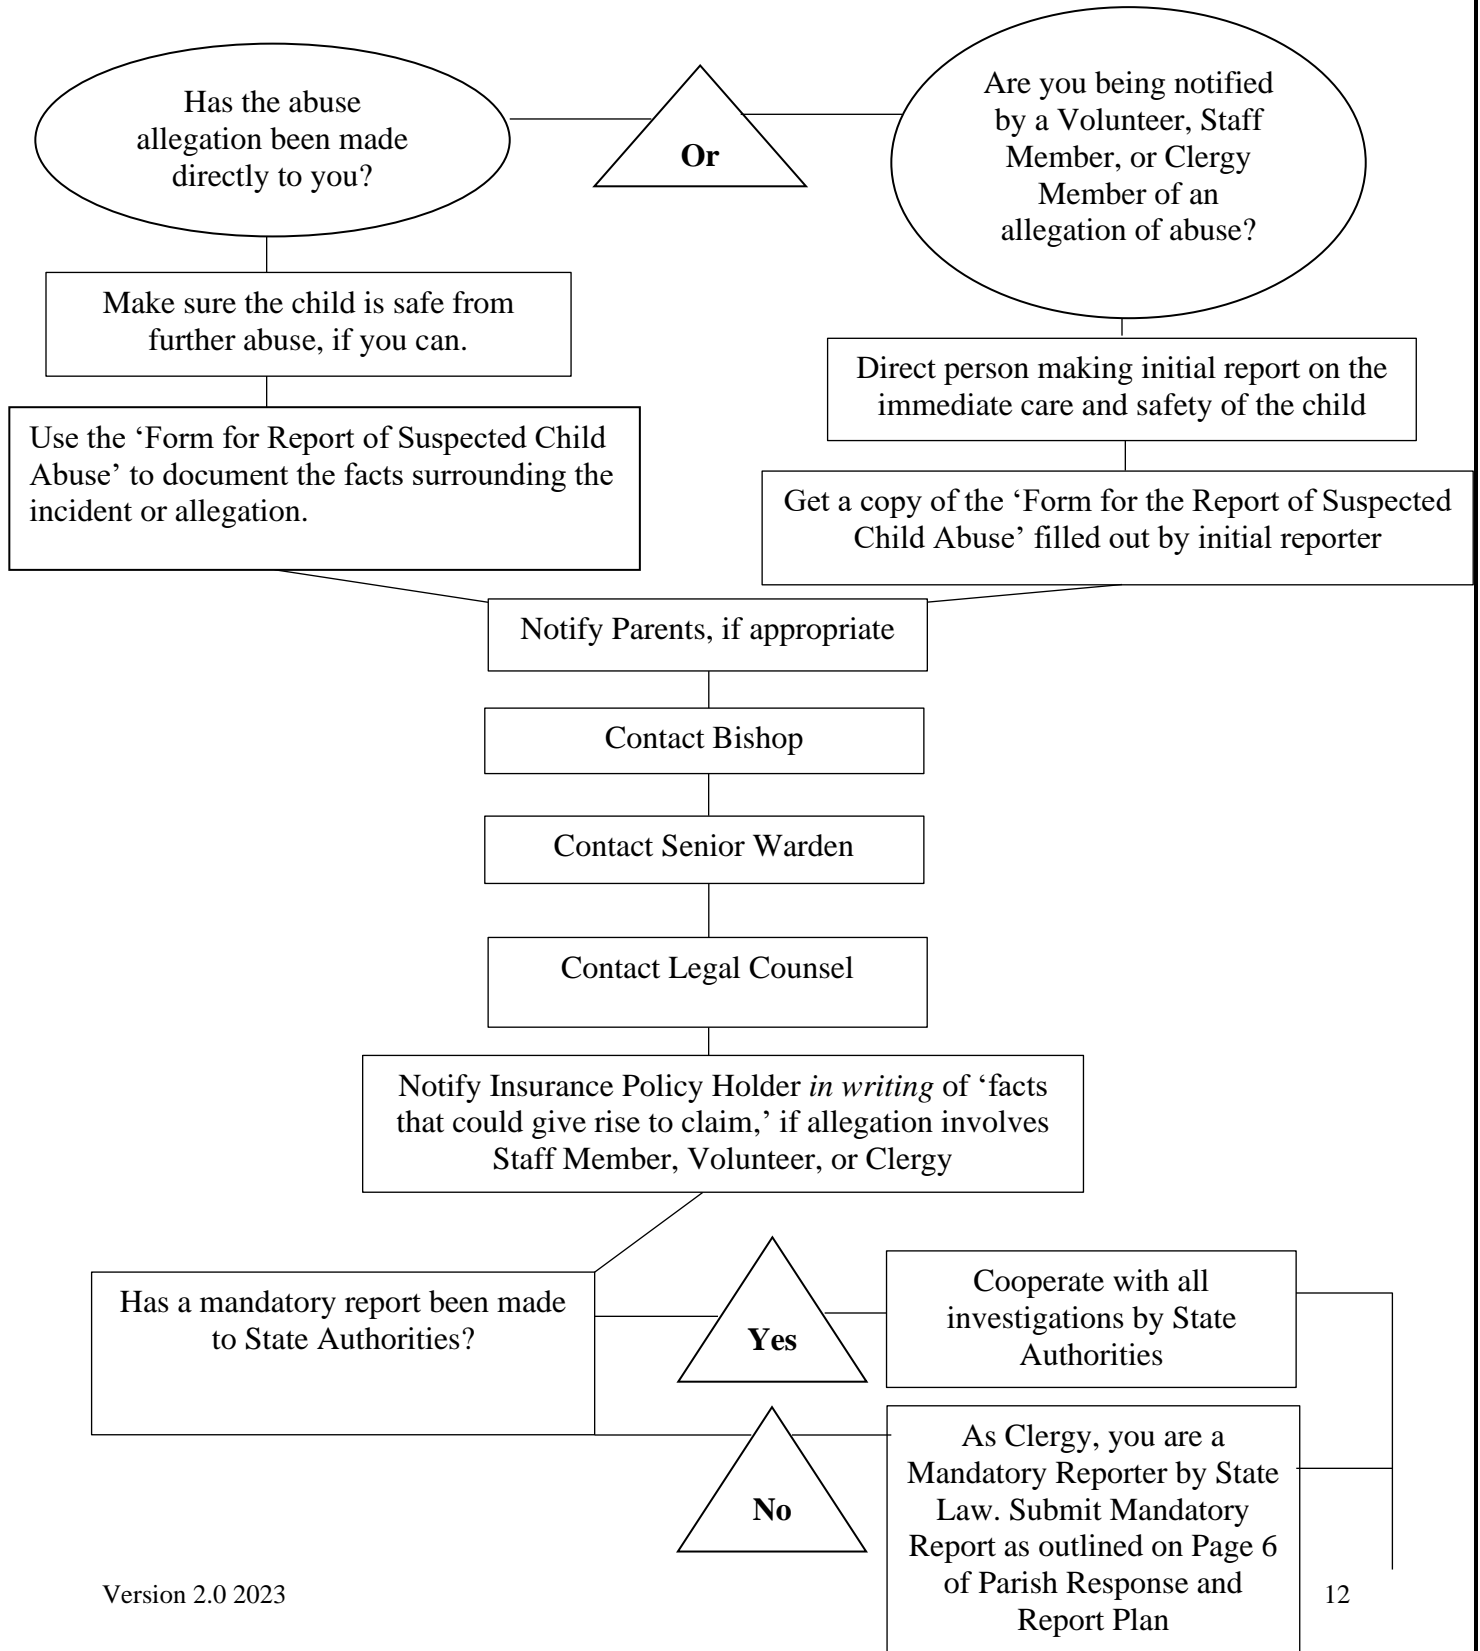 Has the abuse
allegation been made
directly to you?
Or
Are you being notified
by a Volunteer, Staff
Member, or Clergy
Member of an
allegation of abuse?
Make sure the child is safe from
further abuse, if you can.
Direct person making initial report on the
immediate care and safety of the child
Use the ‘Form for Report of Suspected Child
Abuse’ to document the facts surrounding the
incident or allegation.
Get a copy of the ‘Form for the Report of Suspected
Child Abuse’ filled out by initial reporter
Notify Parents, if appropriate
Contact Bishop
Contact Senior Warden
Contact Legal Counsel
Notify Insurance Policy Holder in writing of ‘facts
that could give rise to claim,’ if allegation involves
Staff Member, Volunteer, or Clergy
Has a mandatory report been made
to State Authorities?
Yes
Cooperate with all
investigations by State
Authorities
No
As Clergy, you are a
Mandatory Reporter by State
Law. Submit Mandatory
Report as outlined on Page 6
of Parish Response and
Report Plan
Version 2.0 2023
12